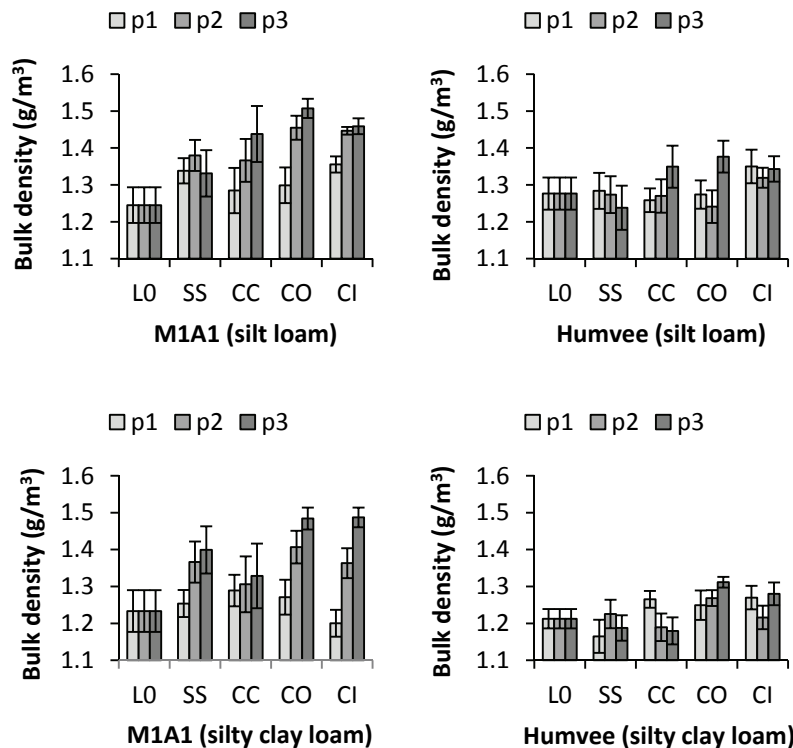 p1 p2 p3
Bulk density (g/m³)
1.6
1.5
1.4
1.3
1.2
1.1
L0 SS CC CO CI
M1A1 (silt loam)
p1 p2 p3
Bulk density (g/m³)
1.6
1.5
1.4
1.3
1.2
1.1
L0 SS CC CO CI
Humvee (silt loam)
p1 p2 p3
Bulk density (g/m³)
1.6
1.5
1.4
1.3
1.2
1.1
L0 SS CC CO CI
M1A1 (silty clay loam)
p1 p2 p3
Bulk density (g/m³)
1.6
1.5
1.4
1.3
1.2
1.1
L0 SS CC CO CI
Humvee (silty clay loam)